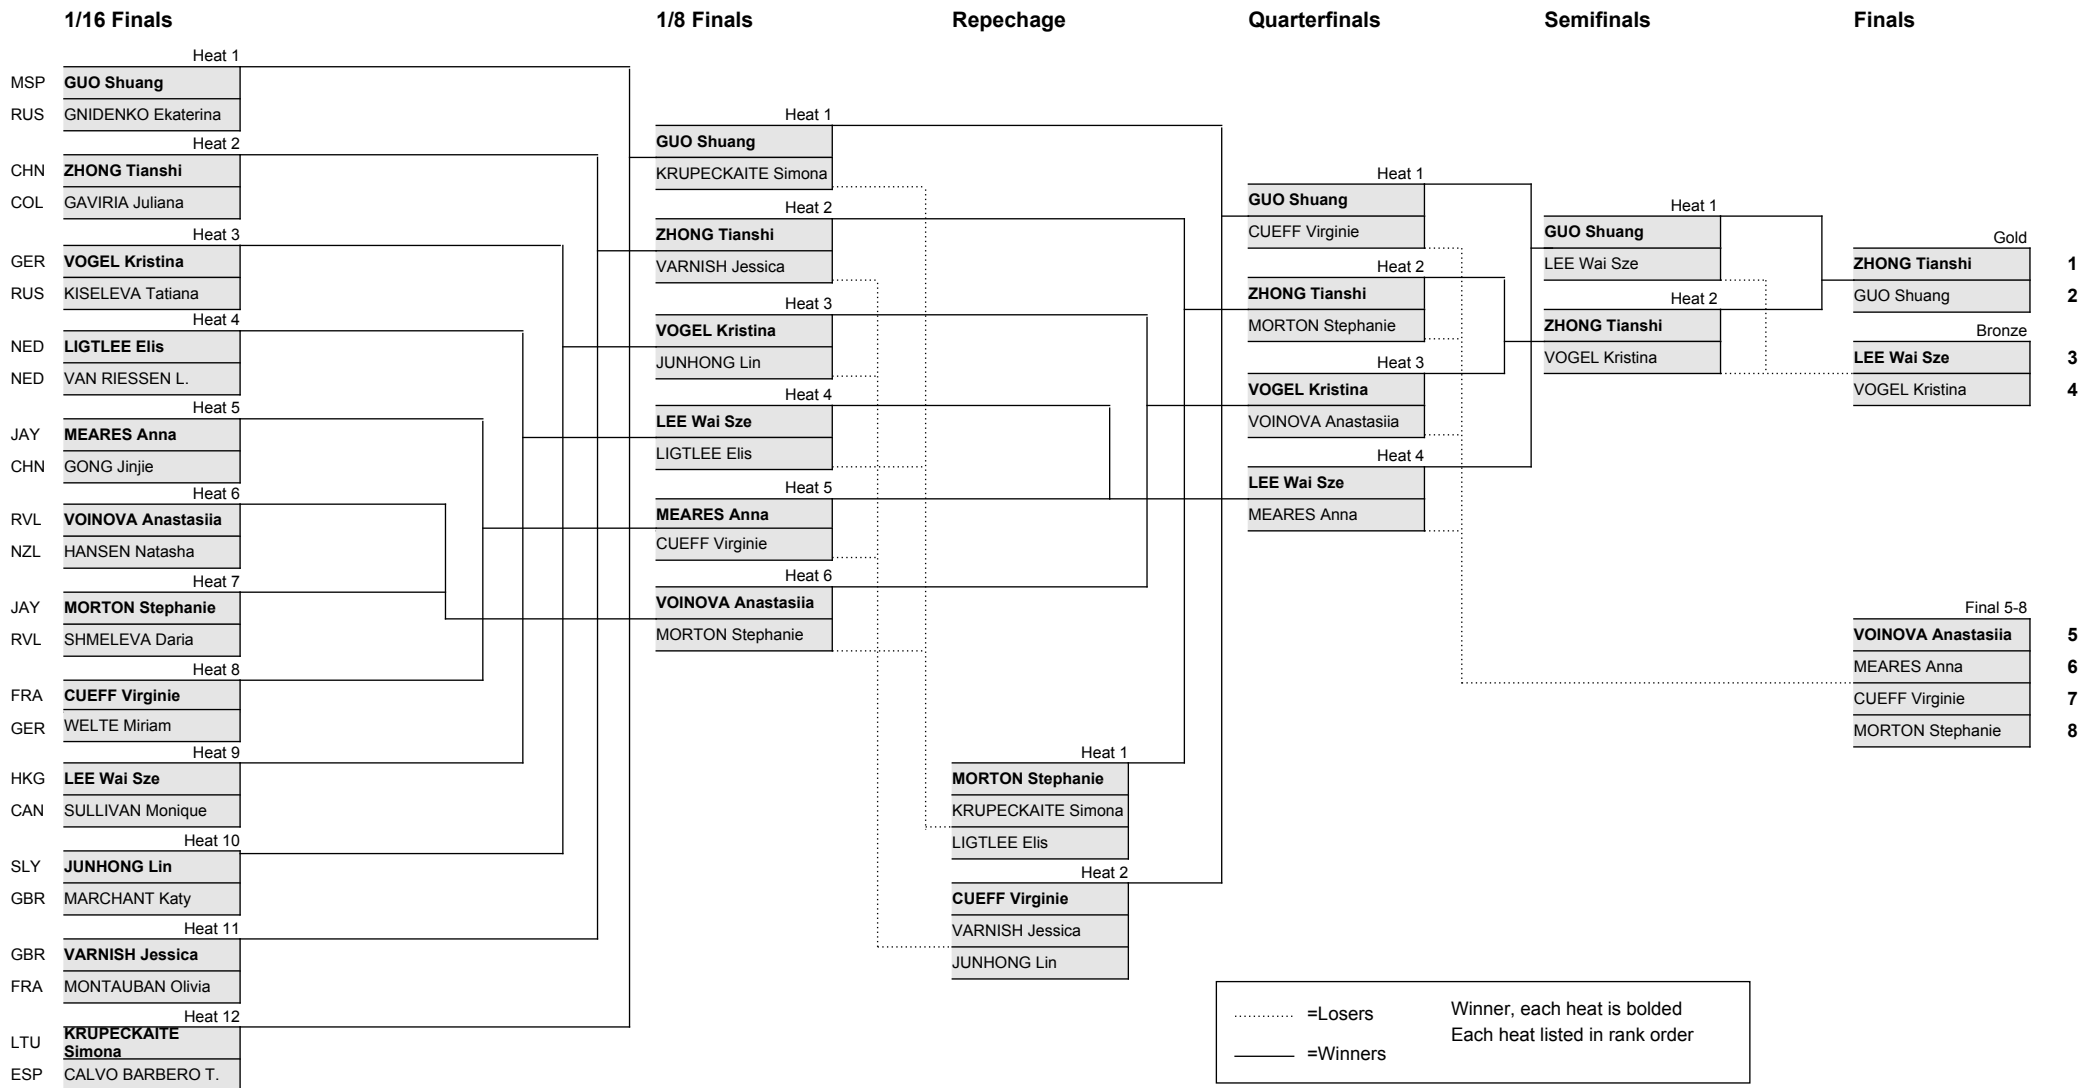 1/16 Finals
1/8 Finals
Repechage
Quarterfinals
Semifinals
Finals
Heat 1
MSP GUO Shuang
RUS GNIDENKO Ekaterina
Heat 2
CHN ZHONG Tianshi
COL GAVIRIA Juliana
Heat 3
GER VOGEL Kristina
RUS KISELEVA Tatiana
Heat 4
NED LIGTLEE Elis
NED VAN RIESSEN L.
Heat 5
JAY MEARES Anna
CHN GONG Jinjie
Heat 6
RVL VOINOVA Anastasiia
NZL HANSEN Natasha
Heat 7
JAY MORTON Stephanie
RVL SHMELEVA Daria
Heat 8
FRA CUEFF Virginie
GER WELTE Miriam
Heat 9
HKG LEE Wai Sze
CAN SULLIVAN Monique
Heat 10
SLY JUNHONG Lin
GBR MARCHANT Katy
Heat 11
GBR VARNISH Jessica
FRA MONTAUBAN Olivia
Heat 12
LTU KRUPECKAITE
Simona
ESP CALVO BARBERO T.
Heat 1
GUO Shuang
KRUPECKAITE Simona
Heat 2
ZHONG Tianshi
VARNISH Jessica
Heat 3
VOGEL Kristina
JUNHONG Lin
Heat 4
LEE Wai Sze
LIGTLEE Elis
Heat 5
MEARES Anna
CUEFF Virginie
Heat 6
VOINOVA Anastasiia
MORTON Stephanie
Heat 1
MORTON Stephanie
KRUPECKAITE Simona
LIGTLEE Elis
Heat 2
CUEFF Virginie
VARNISH Jessica
JUNHONG Lin
Heat 1
GUO Shuang
CUEFF Virginie
Heat 2
ZHONG Tianshi
MORTON Stephanie
Heat 3
VOGEL Kristina
VOINOVA Anastasiia
Heat 4
LEE Wai Sze
MEARES Anna
Heat 1
GUO Shuang
LEE Wai Sze
Heat 2
ZHONG Tianshi
VOGEL Kristina
Gold
ZHONG Tianshi 1
GUO Shuang 2
Bronze
LEE Wai Sze 3
VOGEL Kristina 4
Final 5-8
VOINOVA Anastasiia 5
MEARES Anna 6
CUEFF Virginie 7
MORTON Stephanie 8
=Losers
=Winners
Winner, each heat is bolded
Each heat listed in rank order